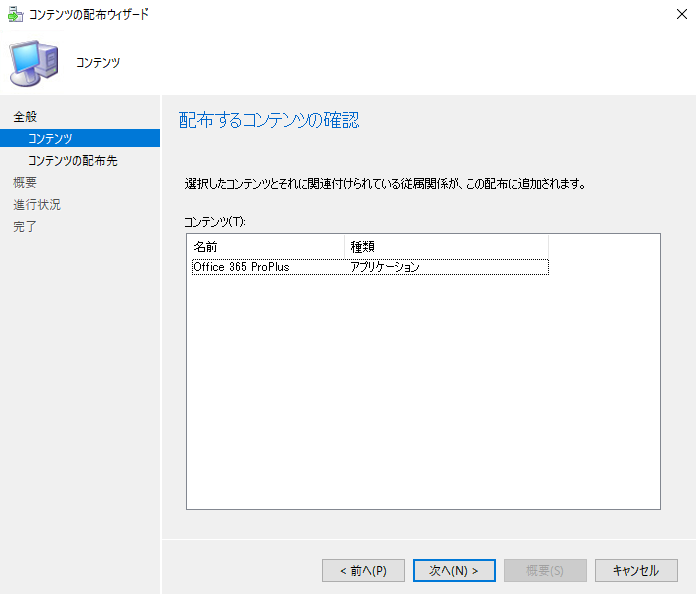 コンテンツの配布ウィザード
コンテンツ
全般
コンテンツ
コンテンツの配布先
概要
進行状況
完了
配布するコンテンツの確認
選択したコンテンツとそれに関連付けられている従属関係が、この配布に追加されます。
コンテンツ(T):
名前 種類
Office 365 ProPlus アプリケーション
< 前へ(P) 次へ(N) > 概要(S) キャンセル